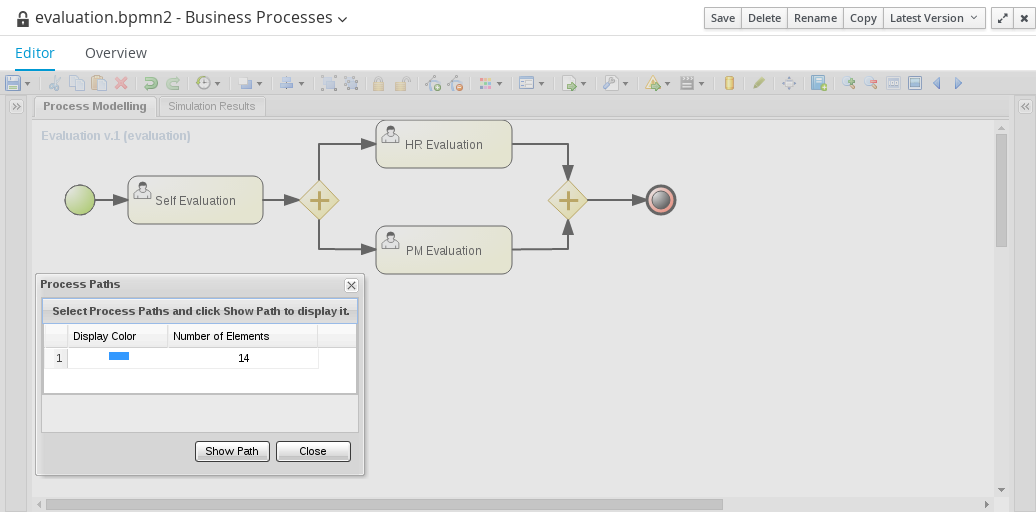 evaluation.bpmn2 - Business Processes
Save Delete Rename Copy Latest Version
Editor Overview
Process Modelling Simulation Results
Evaluation v.1 (evaluation)
HR Evaluation
Self Evaluation
PM Evaluation
Process Paths
Select Process Paths and click Show Path to display it.
Display Color Number of Elements
1 14
Show Path Close